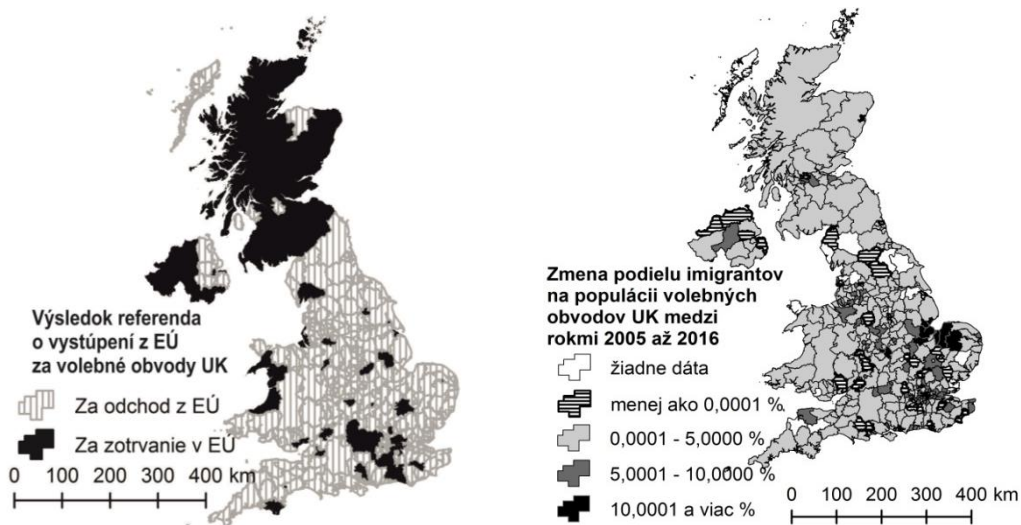 Výsledok referenda
o vystúpení z EÚ
za volebné obvody UK
Za odchod z EÚ
Za zotrvanie v EÚ
0 100 200 300 400 km
Zmena podielu imigrantov
na populácii volebných
obvodov UK medzi
rokmi 2005 až 2016
žiadne dáta
menej ako 0,0001 %
0,0001 - 5,0000 %
5,0001 - 10,0000 %
10,0001 a viac %
0 100 200 300 400 km